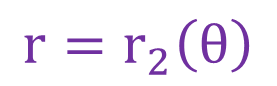 r = r₂(θ)